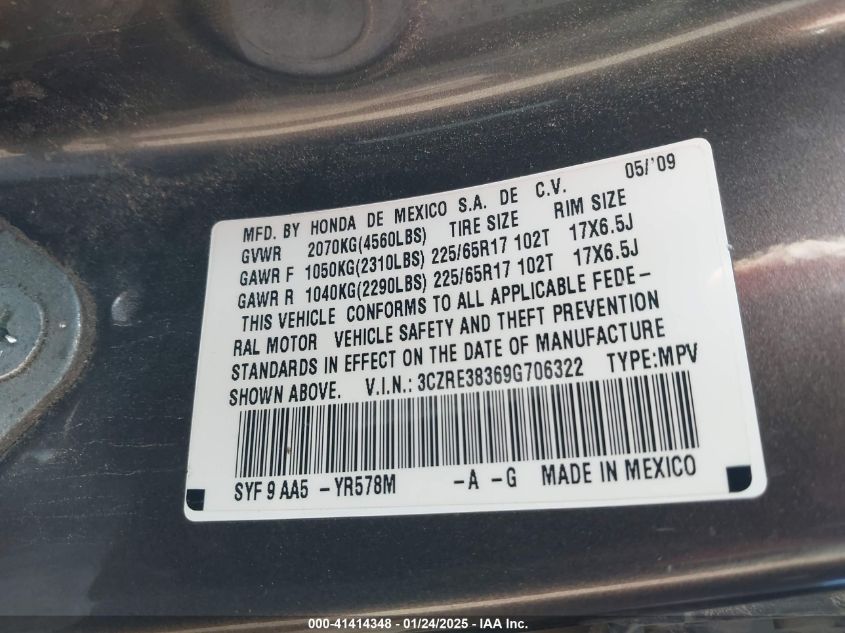 MFD. BY HONDA DE MEXICO S.A. DE C.V. 05/'09
GVWR 2070KG(4560LBS) TIRE SIZE RIM SIZE
GAWR F 1050KG(2310LBS) 225/65R17 102T 17X6.5J
GAWR R 1040KG(2290LBS) 225/65R17 102T 17X6.5J
THIS VEHICLE CONFORMS TO ALL APPLICABLE FEDE-
RAL MOTOR VEHICLE SAFETY AND THEFT PREVENTION
STANDARDS IN EFFECT ON THE DATE OF MANUFACTURE
SHOWN ABOVE. V.I.N.: 3CZRE38369G706322 TYPE:MPV
SYF 9 AA5 -YR578M -A -G MADE IN MEXICO
000-41414348 - 01/24/2025 - IAA Inc.